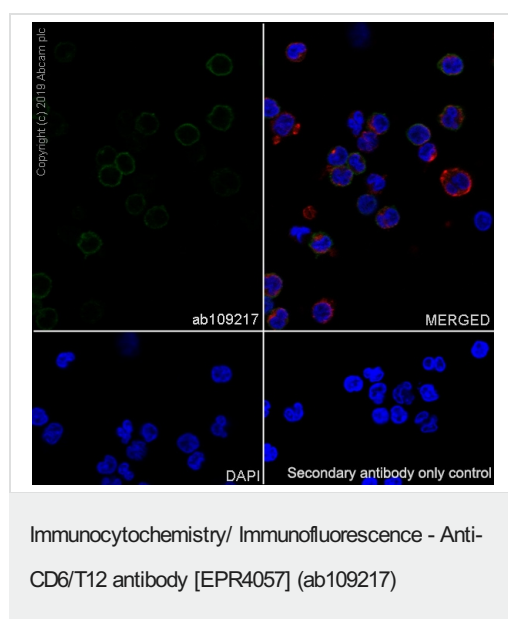 Copyright (c) 2019 Abcam plc
ab109217
MERGED
DAPI
Secondary antibody only control
Immunocytochemistry/ Immunofluorescence - Anti-
CD6/T12 antibody [EPR4057] (ab109217)